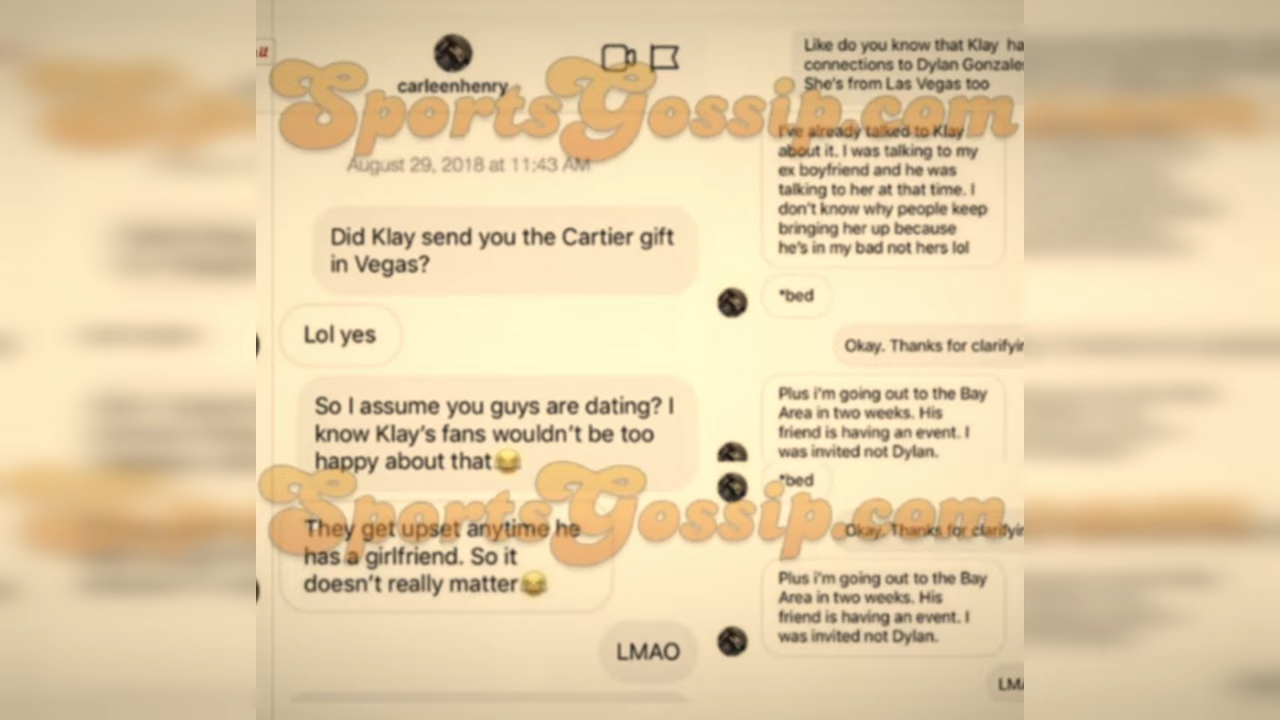 carleenhenry
SportsGossip.com
August 29, 2018 at 11:43 AM
Did Klay send you the Cartier gift
in Vegas?
Lol yes
So I assume you guys are dating? I
know Klay's fans wouldn't be too
happy about that😂
SportsGossip.com
They get upset anytime he
has a girlfriend. So it
doesn't really matter😂
LMAO
Like do you know that Klay ha
connections to Dylan Gonzale
She's from Las Vegas too
I've already talked to Klay
about it. I was talking to my
ex boyfriend and he was
talking to her at that time. I
don't know why people keep
bringing her up because
he's in my bad not hers lol
*bed
Okay. Thanks for clarifyin
Plus i'm going out to the Bay
Area in two weeks. His
friend is having an event. I
was invited not Dylan.
*bed
Okay. Thanks for clarifyin
Plus i'm going out to the Bay
Area in two weeks. His
friend is having an event. I
was invited not Dylan.
LMA